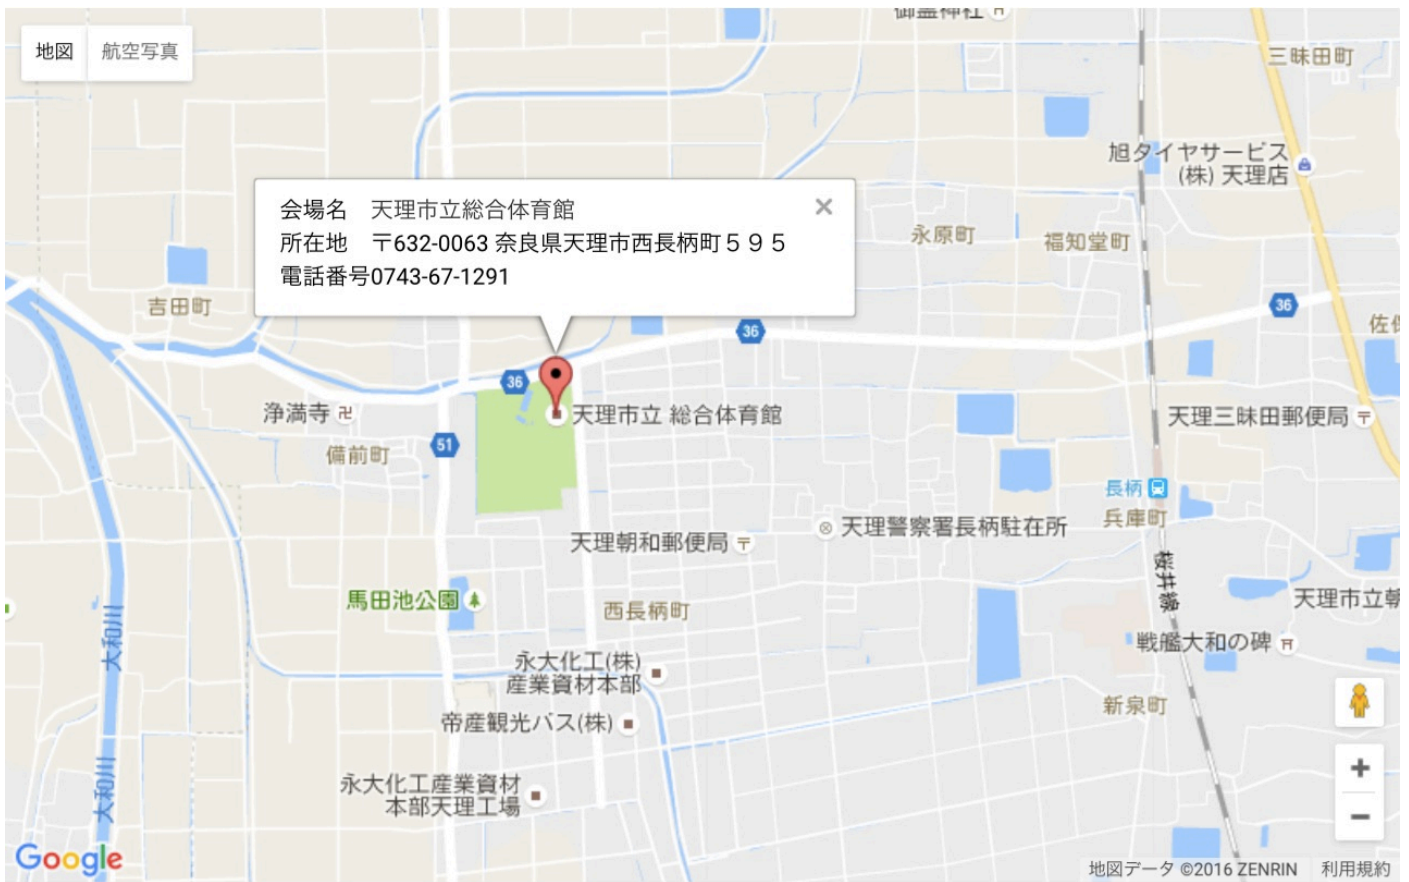 御霊神社
地図 航空写真
三昧田町
旭タイヤサービス
(株) 天理店
会場名 天理市立総合体育館
所在地 〒632-0063 奈良県天理市西長柄町５９５
電話番号0743-67-1291
永原町
福知堂町
吉田町
36
36
佐保
36
浄満寺
天理市立 総合体育館
天理三昧田郵便局
備前町
51
長柄
兵庫町
天理警察署長柄駐在所
天理朝和郵便局
桜井線
馬田池公園
西長柄町
天理市立朝
大和川
戦艦大和の碑
永大化工(株)
産業資材本部
新泉町
帝産観光バス(株)
大和川
永大化工産業資材
本部天理工場
Google
地図データ ©2016 ZENRIN 利用規約